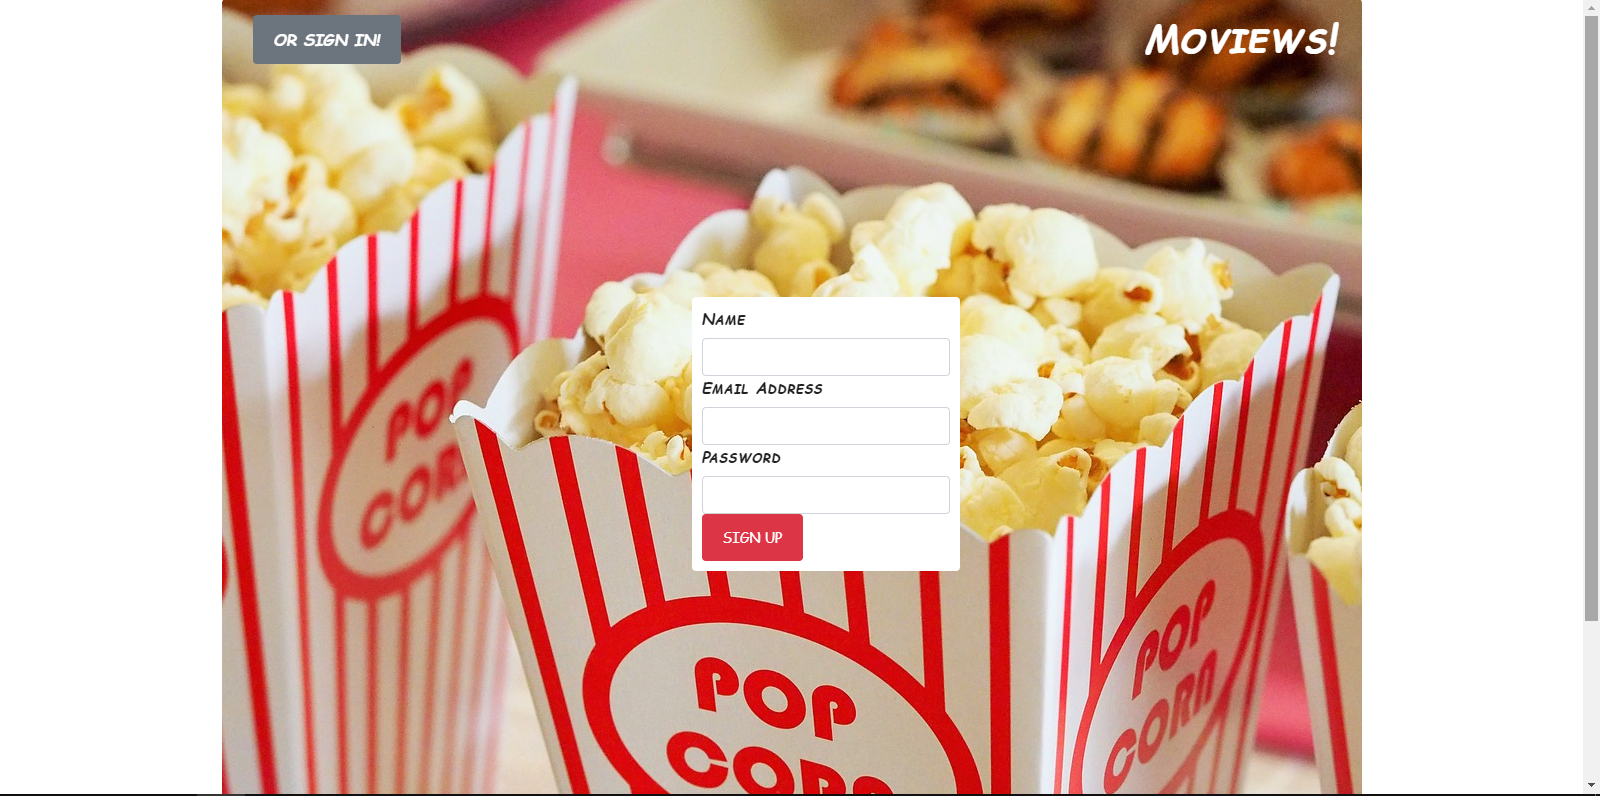 OR SIGN IN!
Moviews!
Name
Email Address
Password
SIGN UP
POP
CORN
POP
CORN
POP
CORN